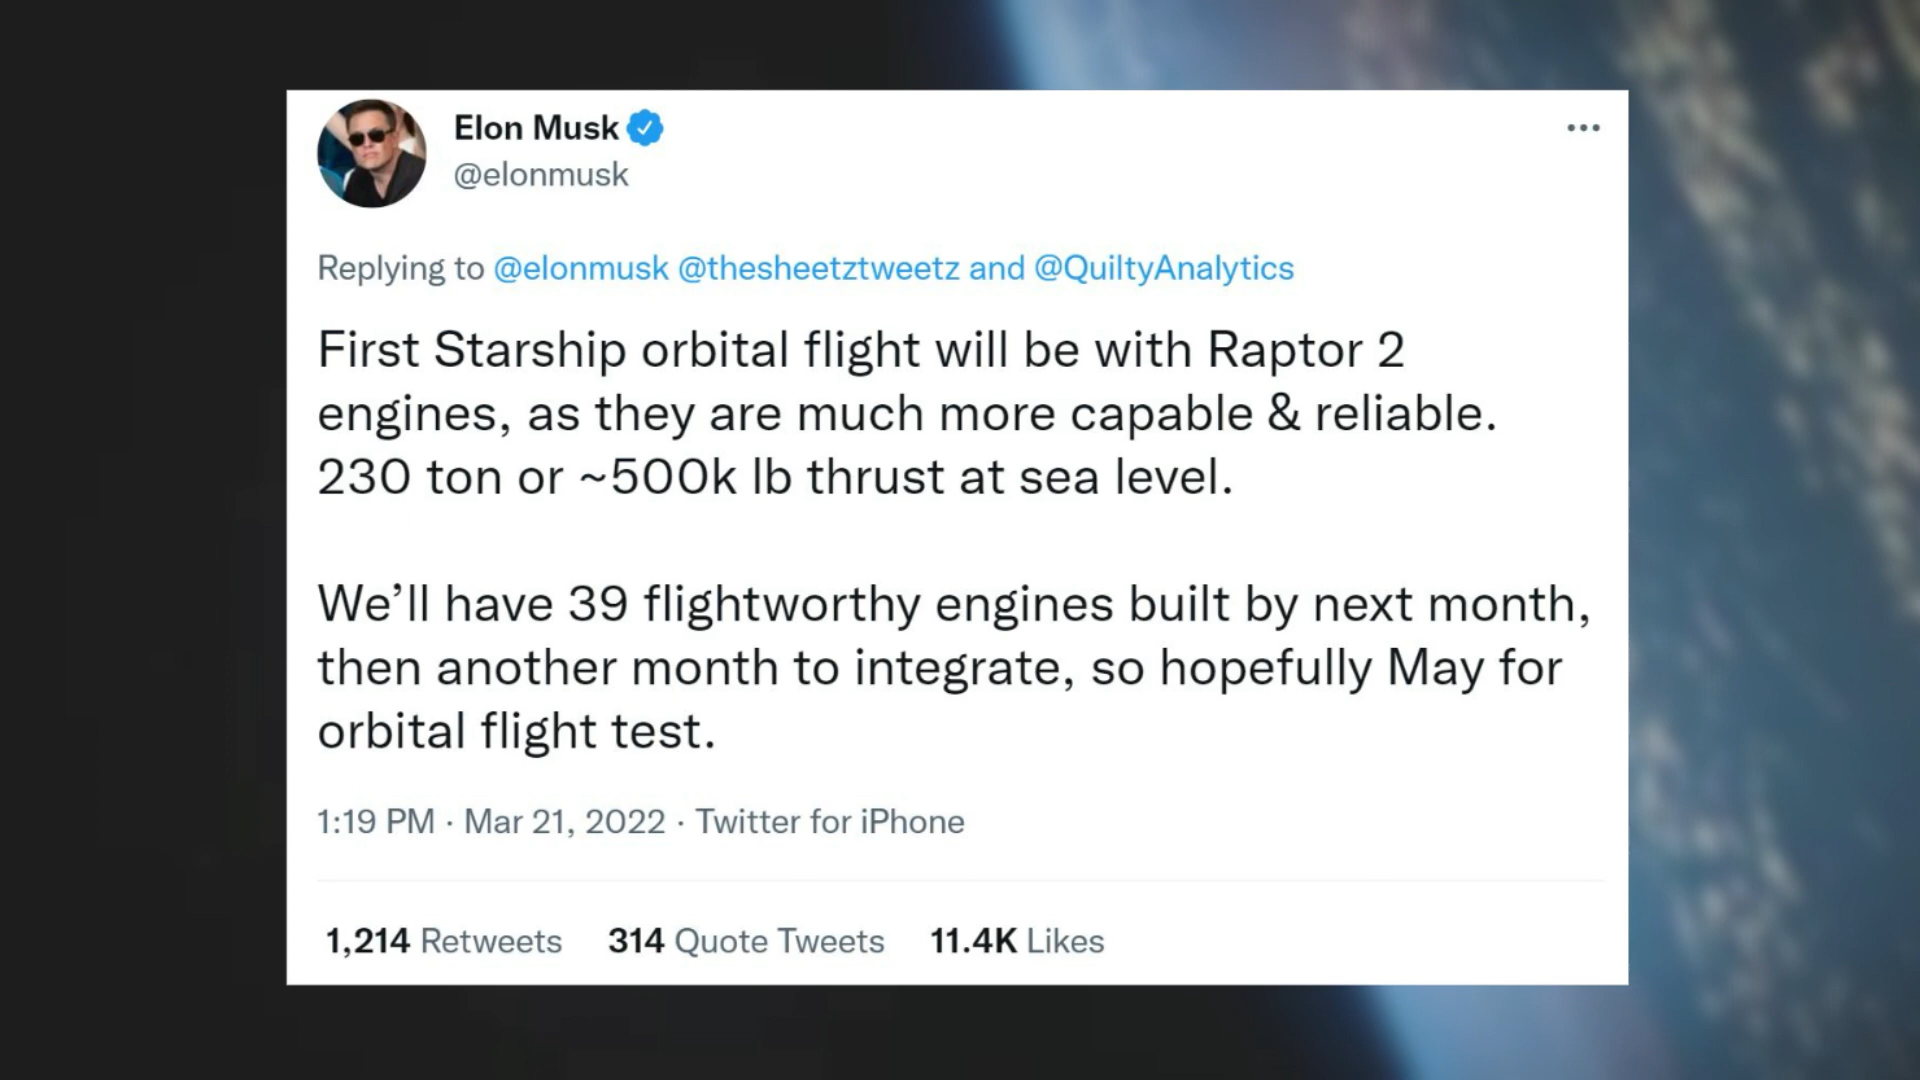 Elon Musk
@elonmusk
Replying to @elonmusk @thesheetztweetz and @QuiltyAnalytics
First Starship orbital flight will be with Raptor 2
engines, as they are much more capable & reliable.
230 ton or ~500k lb thrust at sea level.
We’ll have 39 flightworthy engines built by next month,
then another month to integrate, so hopefully May for
orbital flight test.
1:19 PM · Mar 21, 2022 · Twitter for iPhone
1,214 Retweets 314 Quote Tweets 11.4K Likes